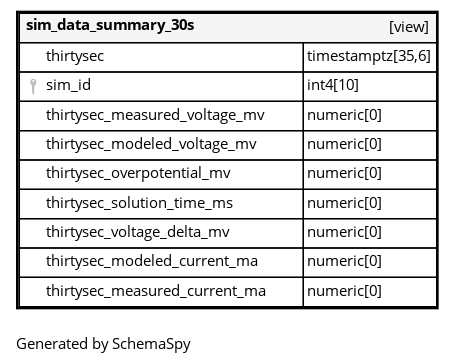 sim_data_summary_30s [view]
thirtysec timestamptz[35,6]
sim_id int4[10]
thirtysec_measured_voltage_mv numeric[0]
thirtysec_modeled_voltage_mv numeric[0]
thirtysec_overpotential_mv numeric[0]
thirtysec_solution_time_ms numeric[0]
thirtysec_voltage_delta_mv numeric[0]
thirtysec_modeled_current_ma numeric[0]
thirtysec_measured_current_ma numeric[0]
Generated by SchemaSpy